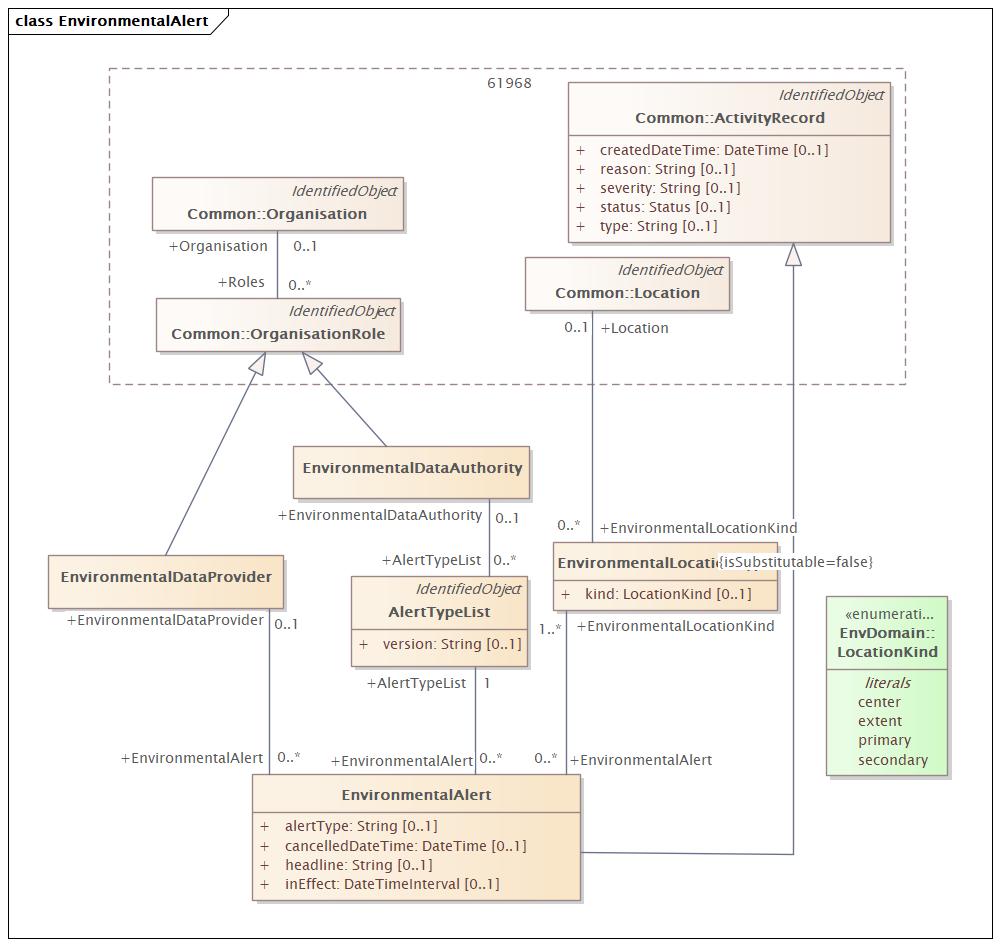 class EnvironmentalAlert
61968
IdentifiedObject
Common::ActivityRecord
+ createdDateTime: DateTime [0..1]
+ reason: String [0..1]
+ severity: String [0..1]
+ status: Status [0..1]
+ type: String [0..1]
IdentifiedObject
Common::Organisation
+Organisation 0..1
+Roles 0..*
IdentifiedObject
Common::OrganisationRole
IdentifiedObject
Common::Location
0..1 +Location
EnvironmentalDataAuthority
+EnvironmentalDataAuthority 0..1
+AlertTypeList 0..*
0..* +EnvironmentalLocationKind
EnvironmentalDataProvider
+EnvironmentalDataProvider 0..1
IdentifiedObject
AlertTypeList
+ version: String [0..1]
+AlertTypeList 1
{isSubstitutable=false}
+ kind: LocationKind [0..1]
1..* +EnvironmentalLocationKind
«enumerati...
EnvDomain::
LocationKind
literals
center
extent
primary
secondary
+EnvironmentalAlert 0..*
+EnvironmentalAlert 0..*
0..* +EnvironmentalAlert
EnvironmentalAlert
+ alertType: String [0..1]
+ cancelledDateTime: DateTime [0..1]
+ headline: String [0..1]
+ inEffect: DateTimeInterval [0..1]